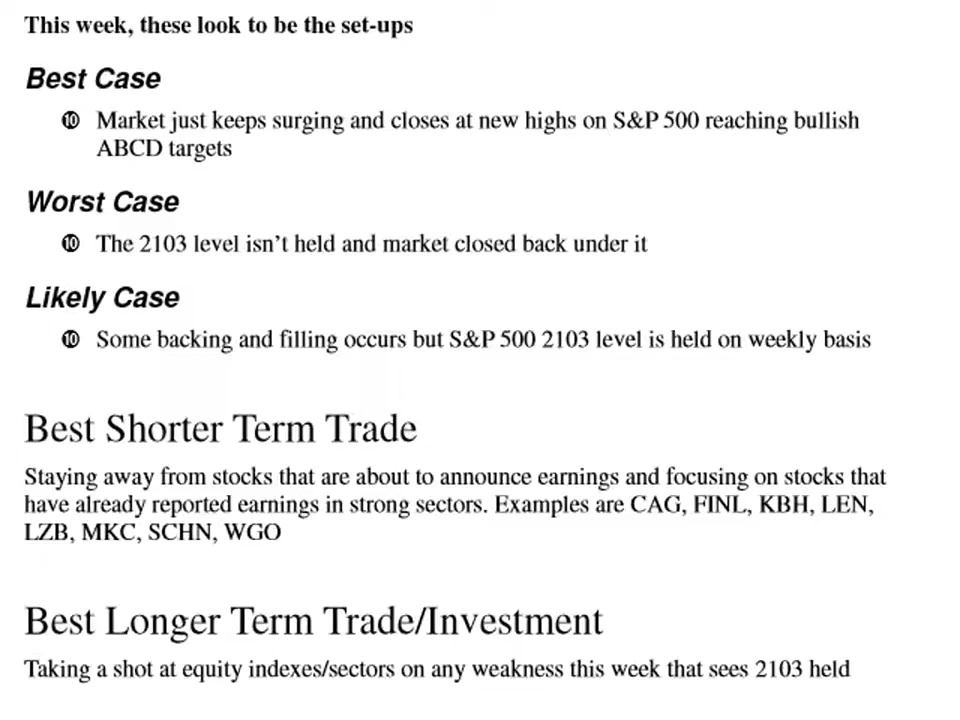 This week, these look to be the set-ups
Best Case
❿ Market just keeps surging and closes at new highs on S&P 500 reaching bullish
ABCD targets
Worst Case
❿ The 2103 level isn't held and market closed back under it
Likely Case
❿ Some backing and filling occurs but S&P 500 2103 level is held on weekly basis
Best Shorter Term Trade
Staying away from stocks that are about to announce earnings and focusing on stocks that
have already reported earnings in strong sectors. Examples are CAG, FINL, KBH, LEN,
LZB, MKC, SCHN, WGO
Best Longer Term Trade/Investment
Taking a shot at equity indexes/sectors on any weakness this week that sees 2103 held